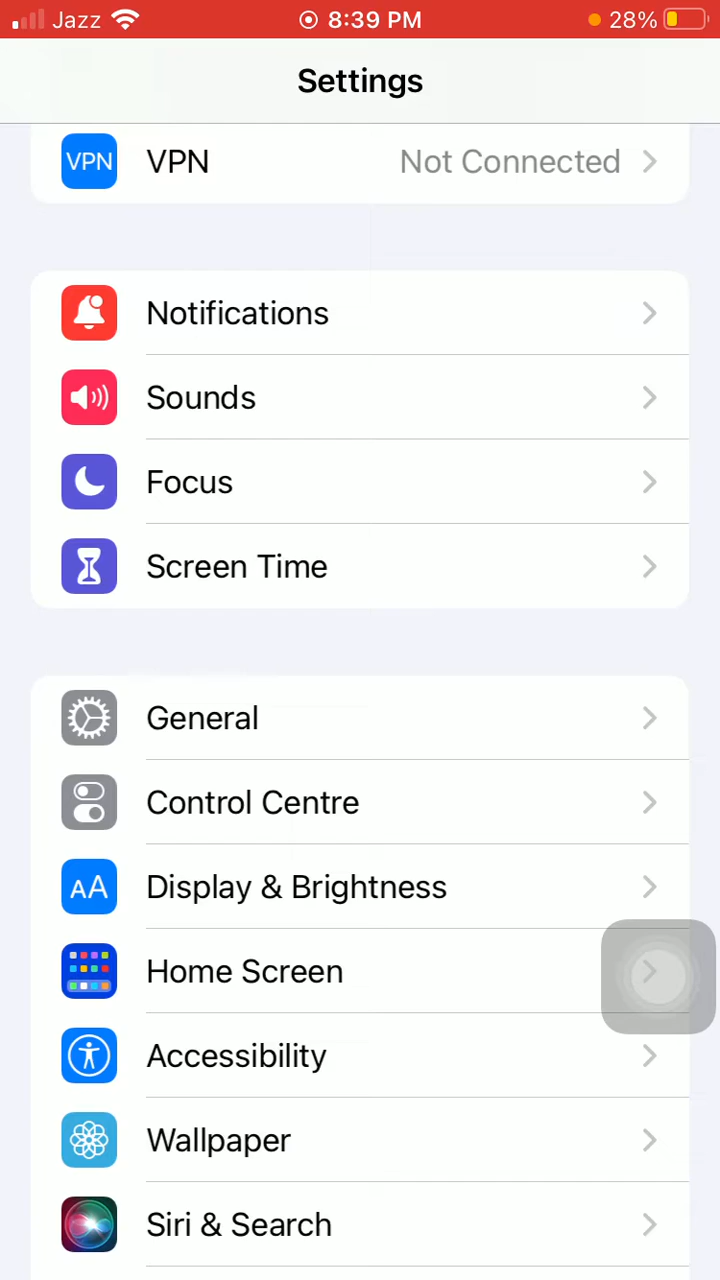 Jazz 8:39 PM 28%
Settings
VPN VPN Not Connected
Notifications
Sounds
Focus
Screen Time
General
Control Centre
AA Display & Brightness
Home Screen
Accessibility
Wallpaper
Siri & Search